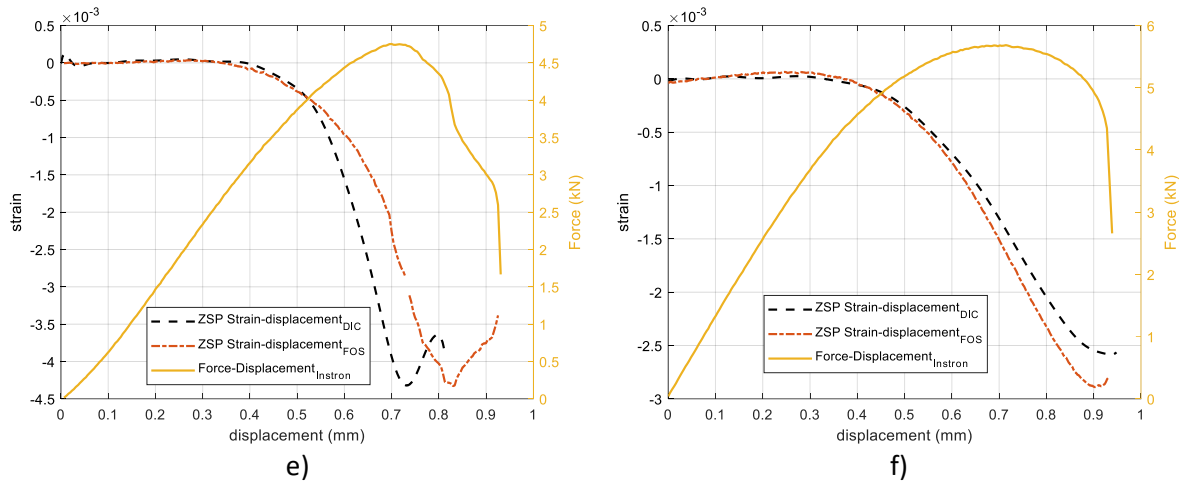 ×10⁻³
0.5
0
-0.5
-1
-1.5
-2
-2.5
-3
-3.5
-4
-4.5
strain
5
4.5
4
3.5
3
2.5
2
1.5
1
0.5
0
Force (kN)
ZSP Strain-displacement_DIC
ZSP Strain-displacement_FOS
Force-Displacement_Instron
0 0.1 0.2 0.3 0.4 0.5 0.6 0.7 0.8 0.9 1
displacement (mm)
e)
×10⁻³
0.5
0
-0.5
-1
-1.5
-2
-2.5
-3
strain
6
5
4
3
2
1
0
Force (kN)
ZSP Strain-displacement_DIC
ZSP Strain-displacement_FOS
Force-Displacement_Instron
0 0.1 0.2 0.3 0.4 0.5 0.6 0.7 0.8 0.9 1
displacement (mm)
f)